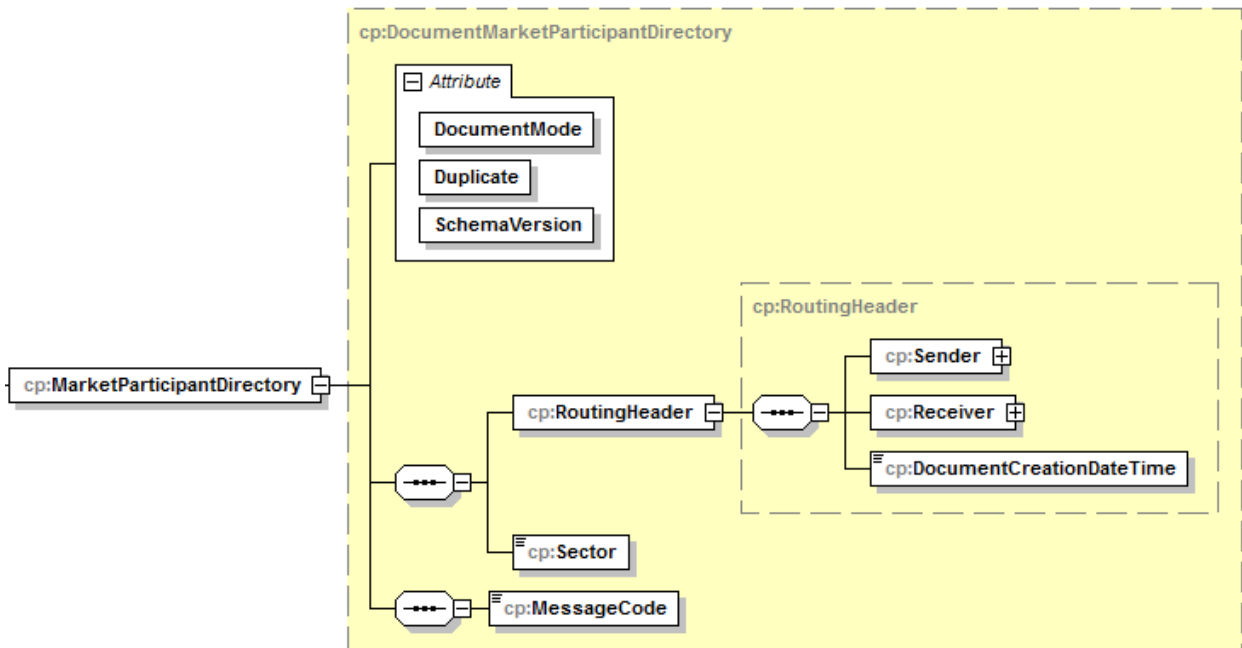 cp:DocumentMarketParticipantDirectory
Attribute
DocumentMode
Duplicate
SchemaVersion
cp:RoutingHeader
cp:Sender
cp:MarketParticipantDirectory
cp:RoutingHeader
cp:Receiver
cp:DocumentCreationDateTime
cp:Sector
cp:MessageCode